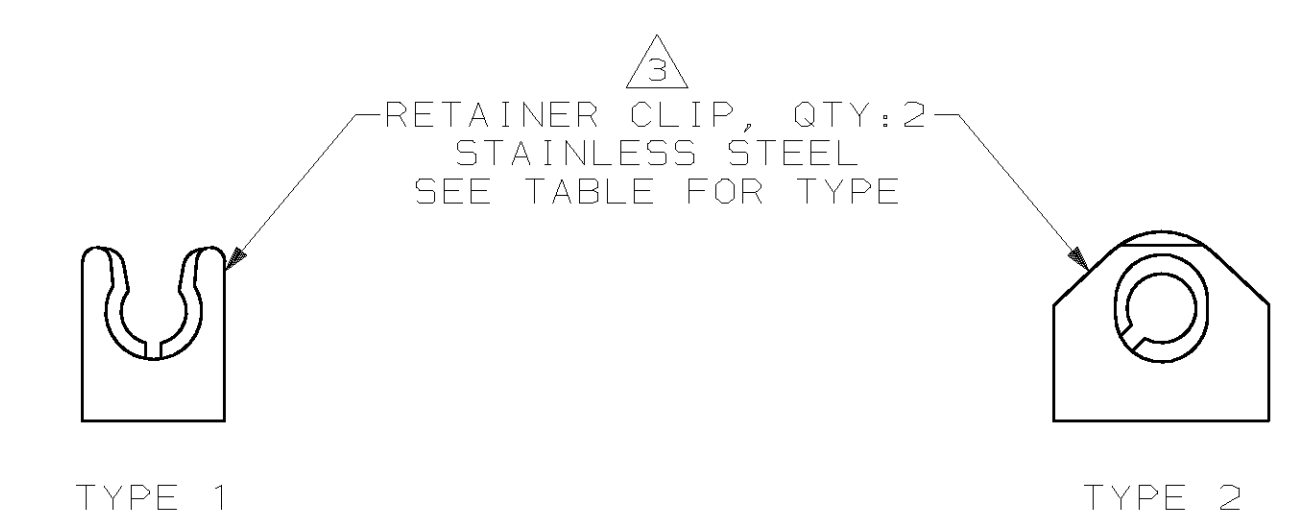 3
RETAINER CLIP, QTY:2
STAINLESS STEEL
SEE TABLE FOR TYPE
TYPE 1
TYPE 2